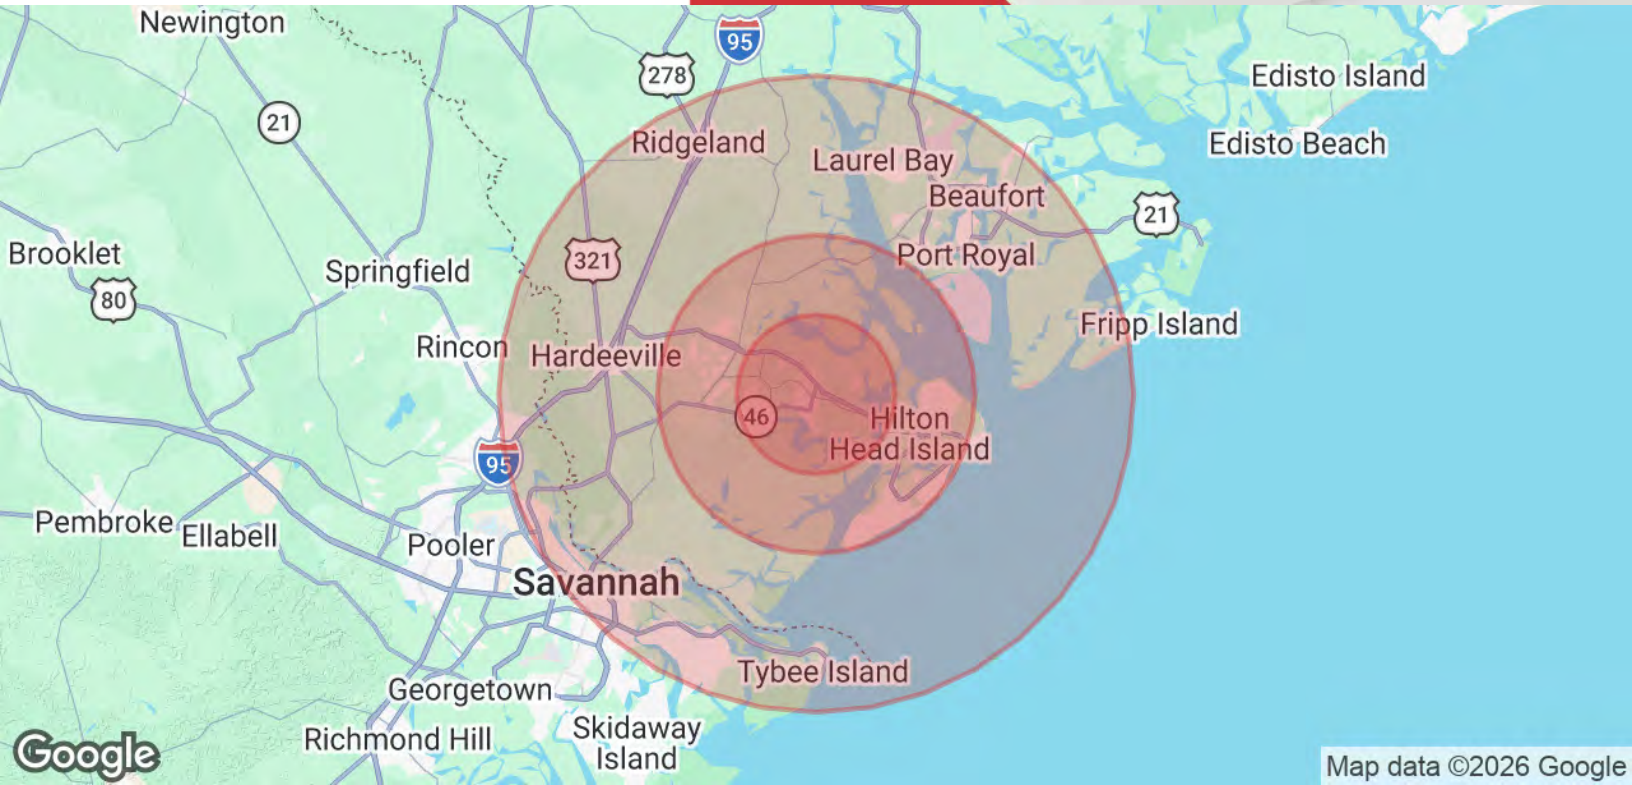 Newington
95
278
Edisto Island
21
Ridgeland
Laurel Bay
Edisto Beach
Beaufort
21
Brooklet
Port Royal
321
Springfield
80
Fripp Island
Rincon
Hardeeville
46
Hilton
Head Island
95
Pembroke
Ellabell
Pooler
Savannah
Tybee Island
Georgetown
Skidaway
Island
Richmond Hill
Google
Map data ©2026 Google